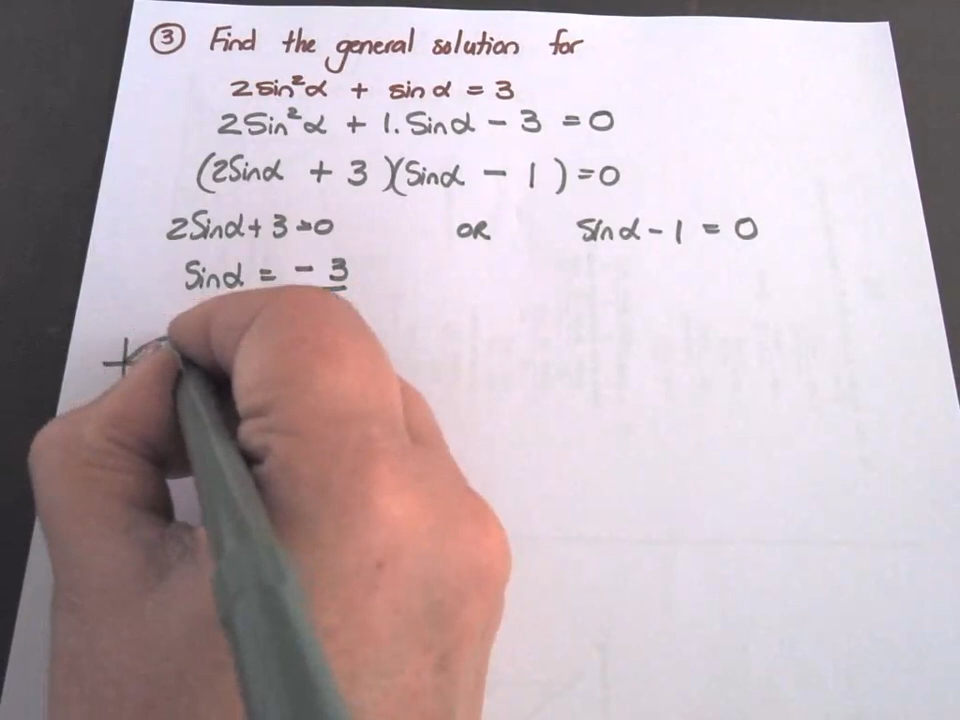 ③ Find the general solution for
2sin²α + sinα = 3
2Sin²α + 1.Sinα - 3 = 0
(2Sinα + 3)(Sinα - 1) = 0
2Sinα + 3 = 0 OR Sinα - 1 = 0
Sinα = - 3